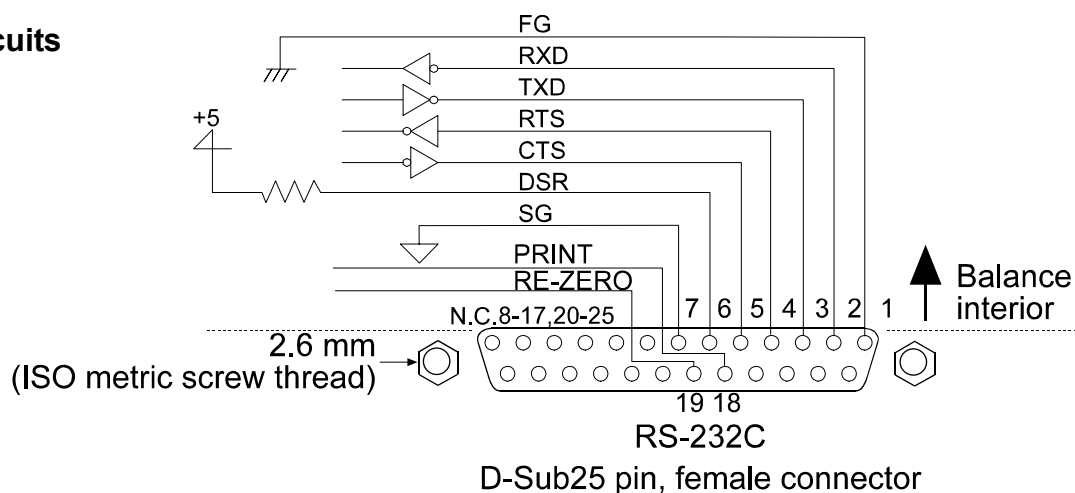 cuits
FG
RXD
TXD
RTS
CTS
DSR
SG
PRINT
RE-ZERO
+5
N.C.8-17,20-25
7 6 5 4 3 2 1
Balance
interior
2.6 mm
(ISO metric screw thread)
19 18
RS-232C
D-Sub25 pin, female connector